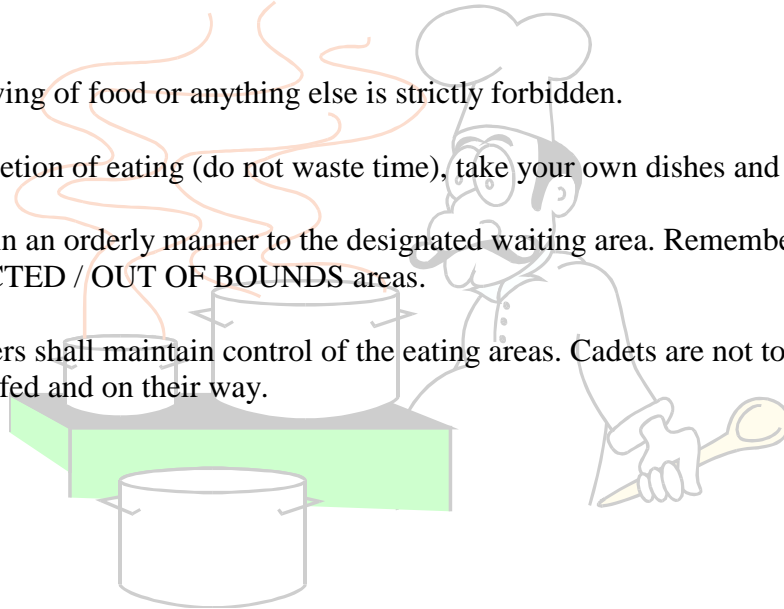 ving of food or anything else is strictly forbidden.
etion of eating (do not waste time), take your own dishes and
in an orderly manner to the designated waiting area. Remembe
CTED / OUT OF BOUNDS areas.
ers shall maintain control of the eating areas. Cadets are not to
fed and on their way.